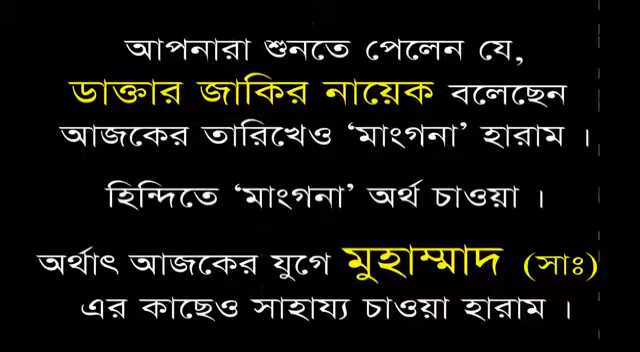 আপনারা শুনতে পেলেন যে,
ডাক্তার জাকির নায়েক বলেছেন
আজকের তারিখেও ‘মাংগনা’ হারাম ।
হিন্দিতে ‘মাংগনা’ অর্থ চাওয়া ।
অর্থাৎ আজকের যুগে মুহাম্মাদ (সাঃ)
এর কাছেও সাহায্য চাওয়া হারাম ।